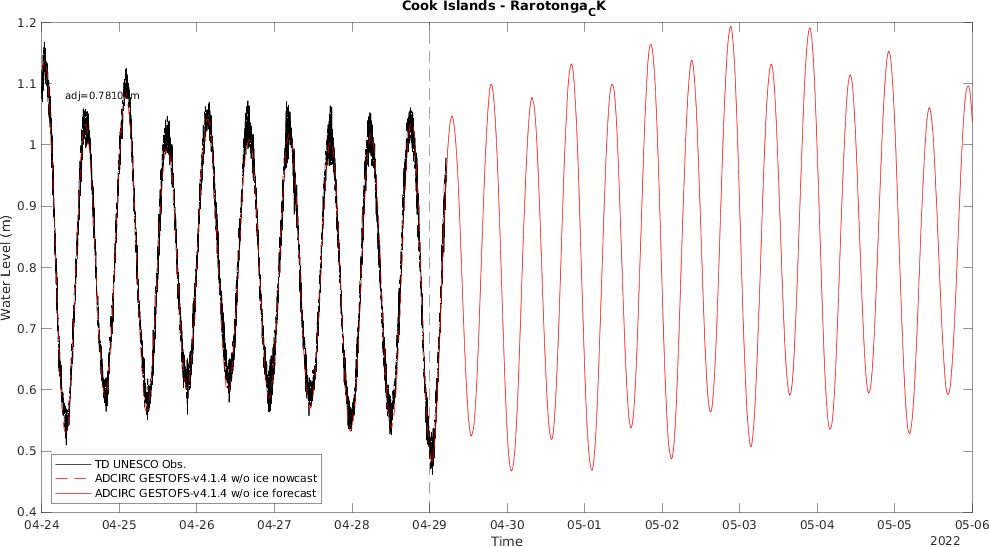 Cook Islands - Rarotonga_CK
1.2
1.1
1
0.9
0.8
0.7
0.6
0.5
0.4
Water Level (m)
adj=0.7810 m
TD UNESCO Obs.
ADCIRC GESTOFS-v4.1.4 w/o ice nowcast
ADCIRC GESTOFS-v4.1.4 w/o ice forecast
04-24 04-25 04-26 04-27 04-28 04-29 04-30 05-01 05-02 05-03 05-04 05-05 05-06
Time
2022